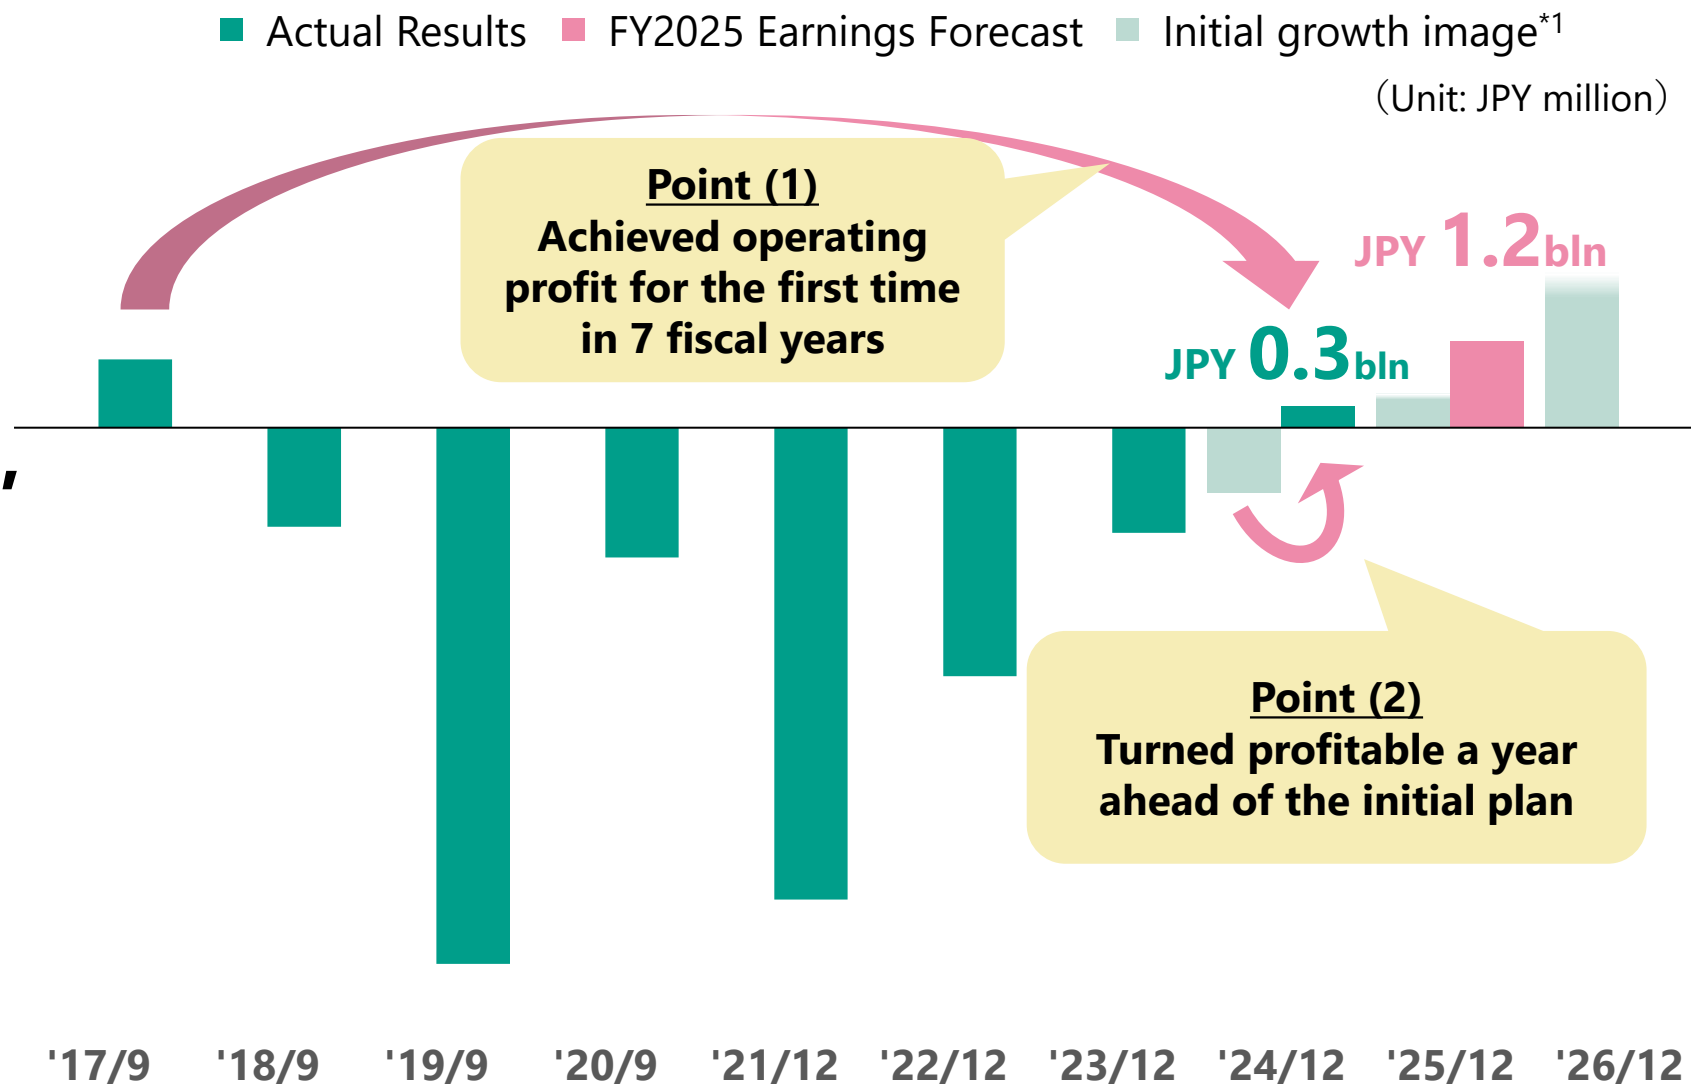 Actual Results FY2025 Earnings Forecast Initial growth image*1
（Unit: JPY million）
Point (1)
Achieved operating
profit for the first time
in 7 fiscal years
JPY 1.2bln
JPY 0.3bln
,
Point (2)
Turned profitable a year
ahead of the initial plan
'17/9 '18/9 '19/9 '20/9 '21/12 '22/12 '23/12 '24/12 '25/12 '26/12